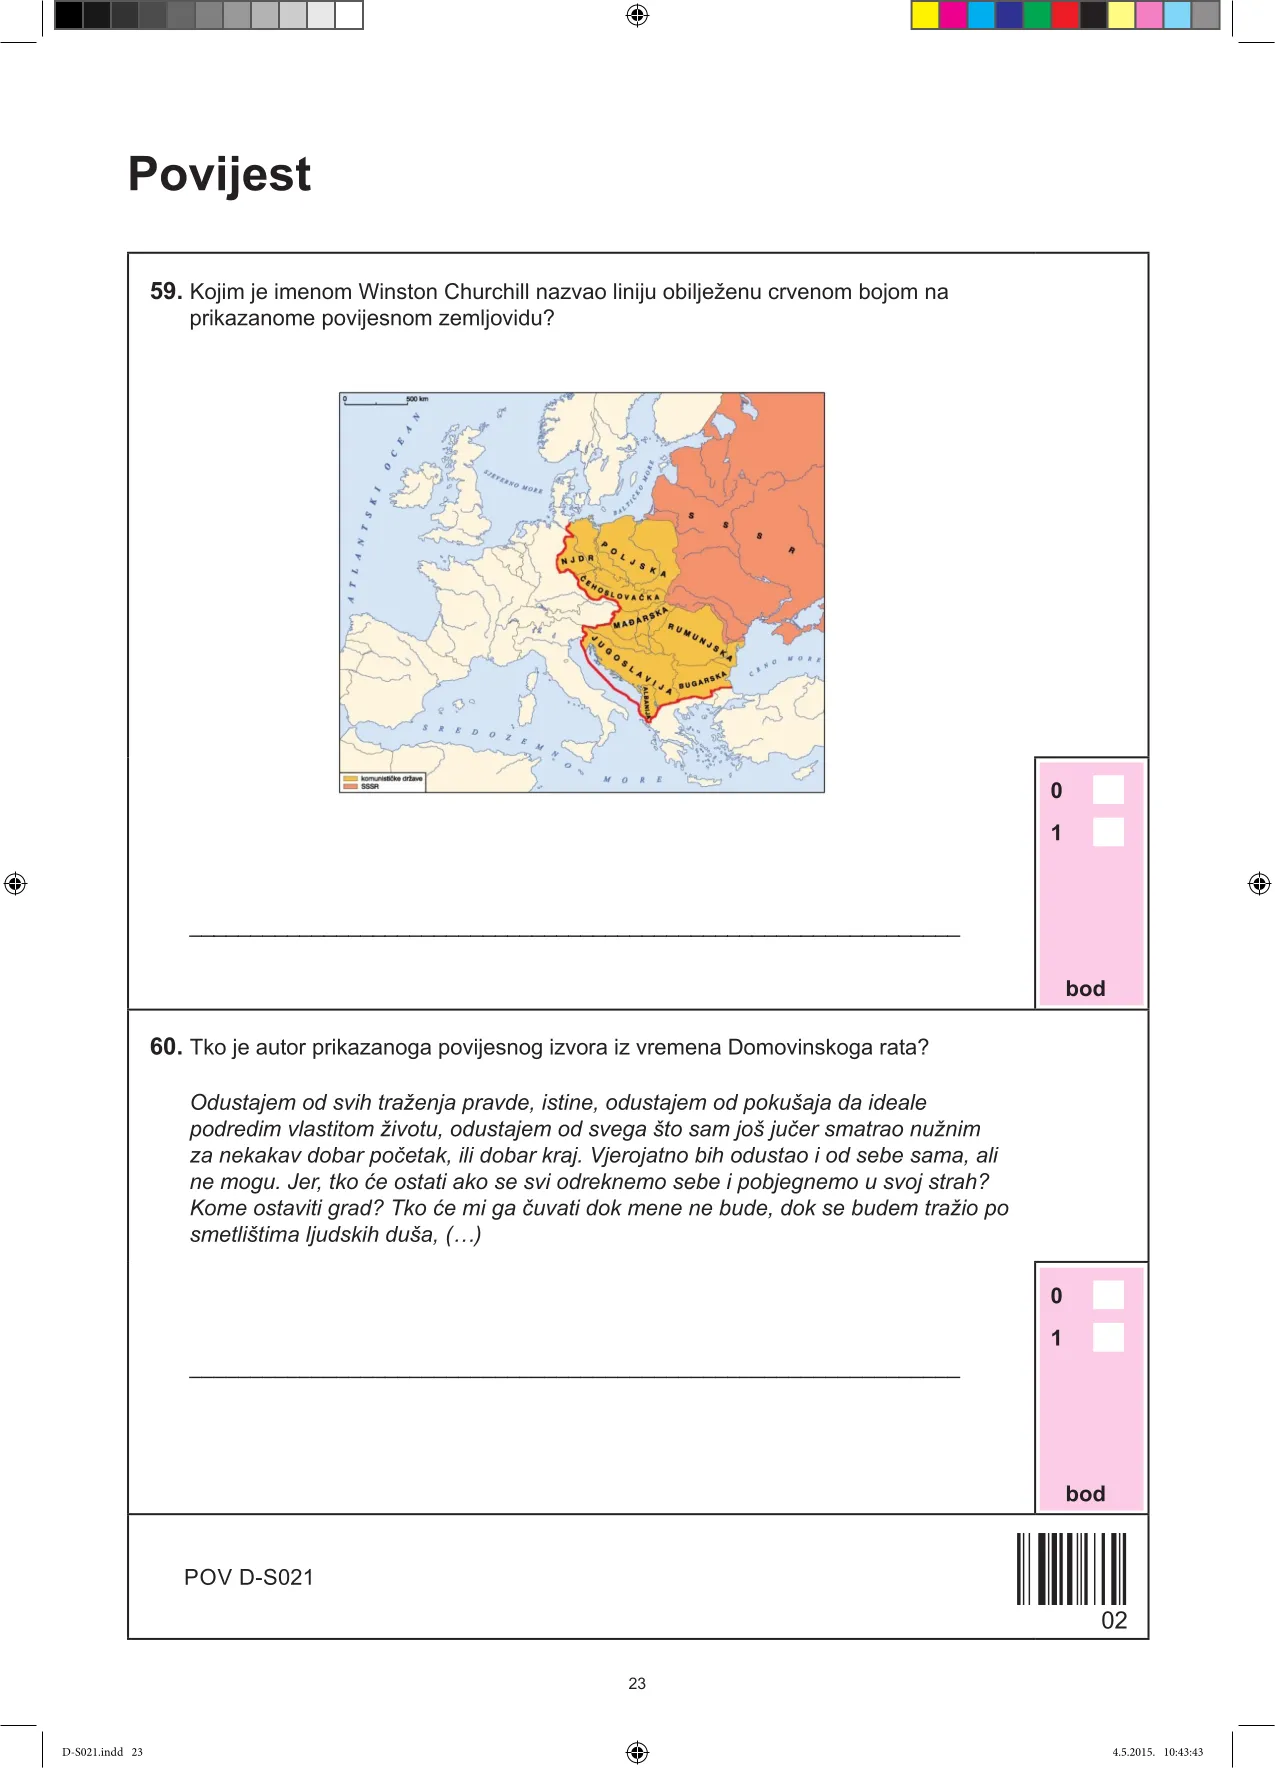 Povijest
59. Kojim je imenom Winston Churchill nazvao liniju obilježenu crvenom bojom na
prikazanome povijesnom zemljovidu?
0 500 km
ATLANTSKI OCEAN
SJEVERNO MORE
BALTIČKO MORE
S S S R
POLJSKA
NJDR
ČEHOSLOVAČKA
MAĐARSKA
RUMUNJSKA
JUGOSLAVIJA
BUGARSKA
ALBANIJA
CRNO MORE
SREDOZEMNO MORE
komunističke države
SSSR
0
1
bod
60. Tko je autor prikazanoga povijesnog izvora iz vremena Domovinskoga rata?
Odustajem od svih traženja pravde, istine, odustajem od pokušaja da ideale
podredim vlastitom životu, odustajem od svega što sam još jučer smatrao nužnim
za nekakav dobar početak, ili dobar kraj. Vjerojatno bih odustao i od sebe sama, ali
ne mogu. Jer, tko će ostati ako se svi odreknemo sebe i pobjegnemo u svoj strah?
Kome ostaviti grad? Tko će mi ga čuvati dok mene ne bude, dok se budem tražio po
smetlištima ljudskih duša, (…)
0
1
bod
POV D-S021
02
23
D-S021.indd 23
4.5.2015. 10:43:43